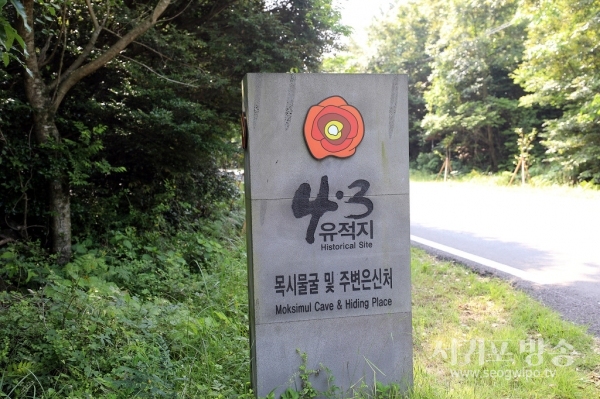 4·3
유적지
Historical Site
목시물굴 및 주변은신처
Moksimul Cave & Hiding Place
서귀포방송
www.seogwipo.tv